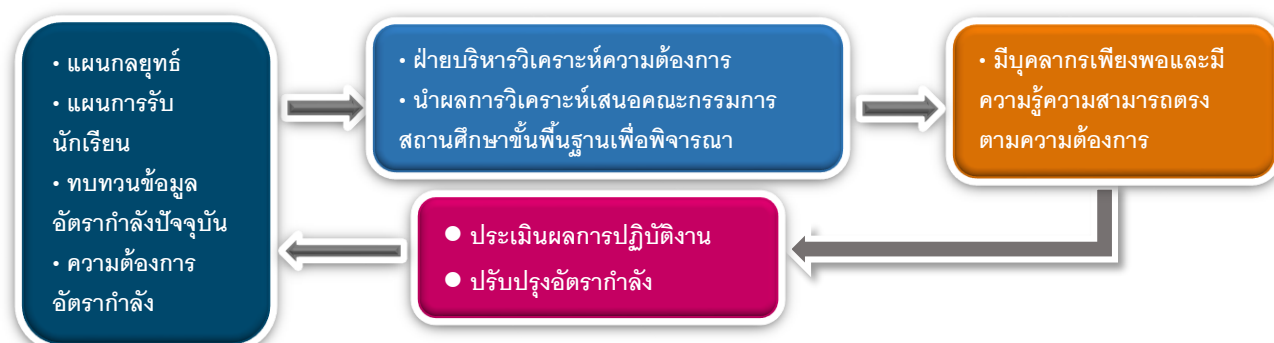 • แผนกลยุทธ์
• แผนการรับ
นักเรียน
• ทบทวนข้อมูล
อัตรากำลังปัจจุบัน
• ความต้องการ
อัตรากำลัง
• ฝ่ายบริหารวิเคราะห์ความต้องการ
• นำผลการวิเคราะห์เสนอคณะกรรมการ
สถานศึกษาขั้นพื้นฐานเพื่อพิจารณา
• มีบุคลากรเพียงพอและมี
ความรู้ความสามารถตรง
ตามความต้องการ
● ประเมินผลการปฏิบัติงาน
● ปรับปรุงอัตรากำลัง